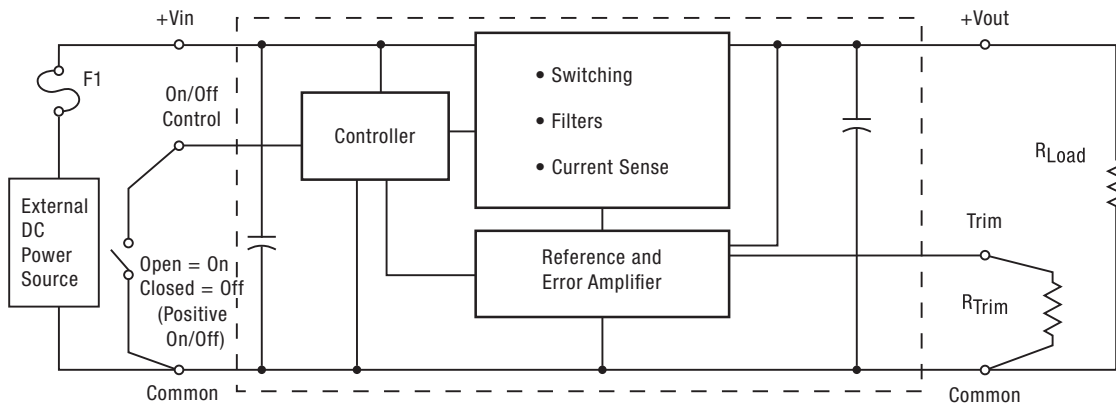 +Vin
+Vout
F1
On/Off
Control
Controller
• Switching
• Filters
• Current Sense
RLoad
External
DC
Power
Source
Open = On
Closed = Off
(Positive
On/Off)
Reference and
Error Amplifier
Trim
RTrim
Common
Common